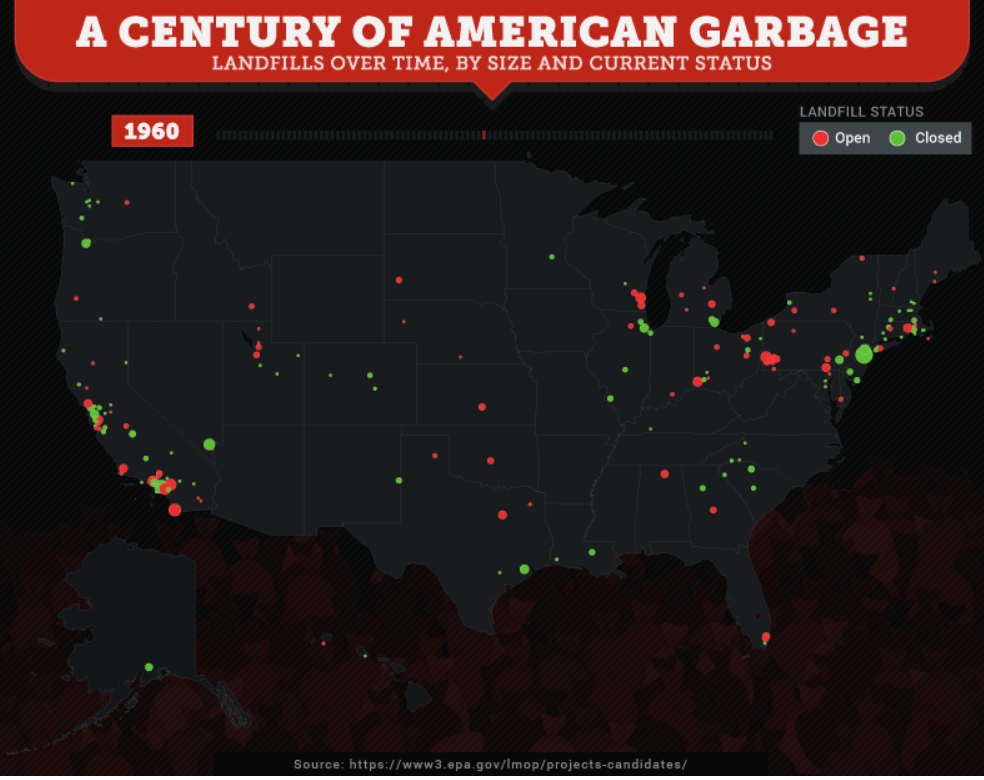 A CENTURY OF AMERICAN GARBAGE
LANDFILLS OVER TIME, BY SIZE AND CURRENT STATUS
1960
LANDFILL STATUS
Open
Closed
Source: https://www3.epa.gov/lmop/projects-candidates/